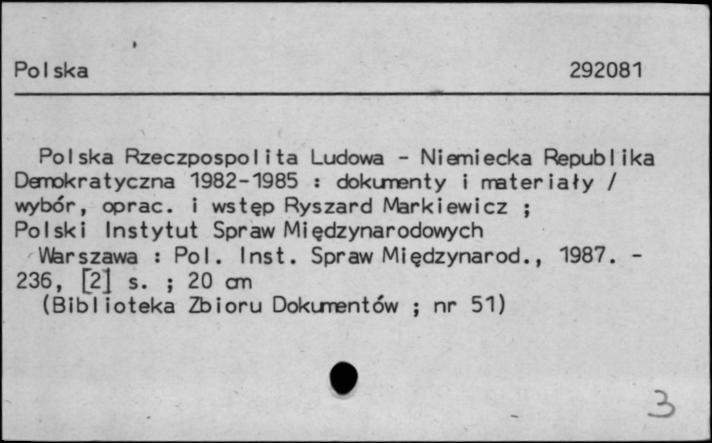 Polska 292081
Polska Rzeczpospolita Ludowa - Niemiecka Republika
Demokratyczna 1982-1985 : dokumenty i materiały /
wybór, oprac. i wstęp Ryszard Markiewicz ;
Polski Instytut Spraw Międzynarodowych
Warszawa : Pol. Inst. Spraw Międzynarod., 1987. -
236, [2] s. ; 20 cm
(Biblioteka Zbioru Dokumentów ; nr 51)
3